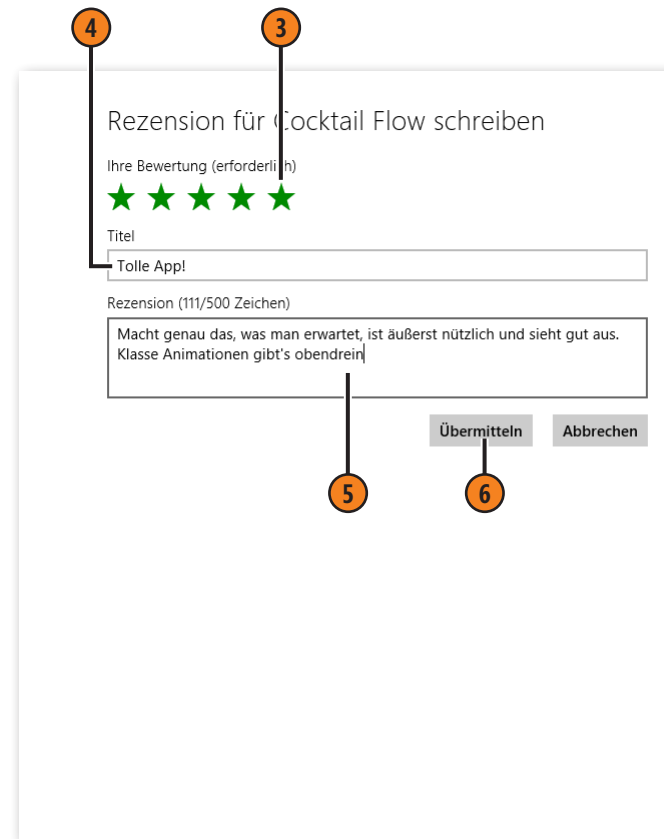 4
3
Rezension für Cocktail Flow schreiben
Ihre Bewertung (erforderlich)
Titel
Tolle App!
Rezension (111/500 Zeichen)
Macht genau das, was man erwartet, ist äußerst nützlich und sieht gut aus.
Klasse Animationen gibt's obendrein
Übermitteln
Abbrechen
5
6